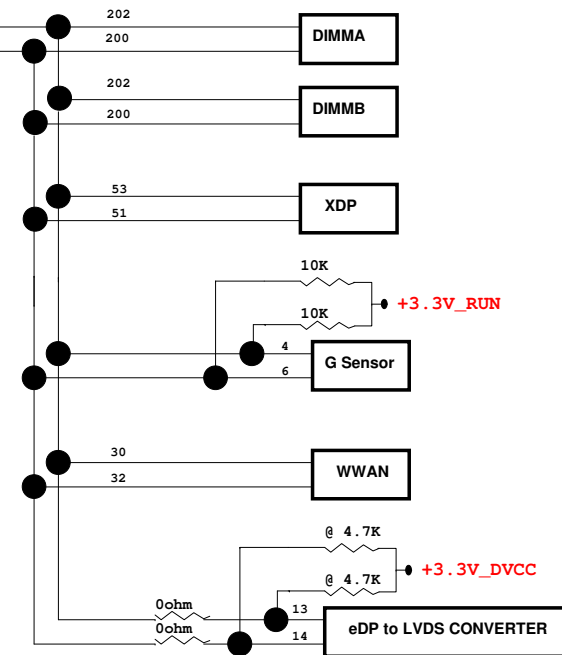 202
DIMMA
200
202
DIMMB
200
53
XDP
51
10K
+3.3V_RUN
10K
4
G Sensor
6
30
WWAN
32
@ 4.7K
+3.3V_DVCC
@ 4.7K
0ohm
13
eDP to LVDS CONVERTER
0ohm
14